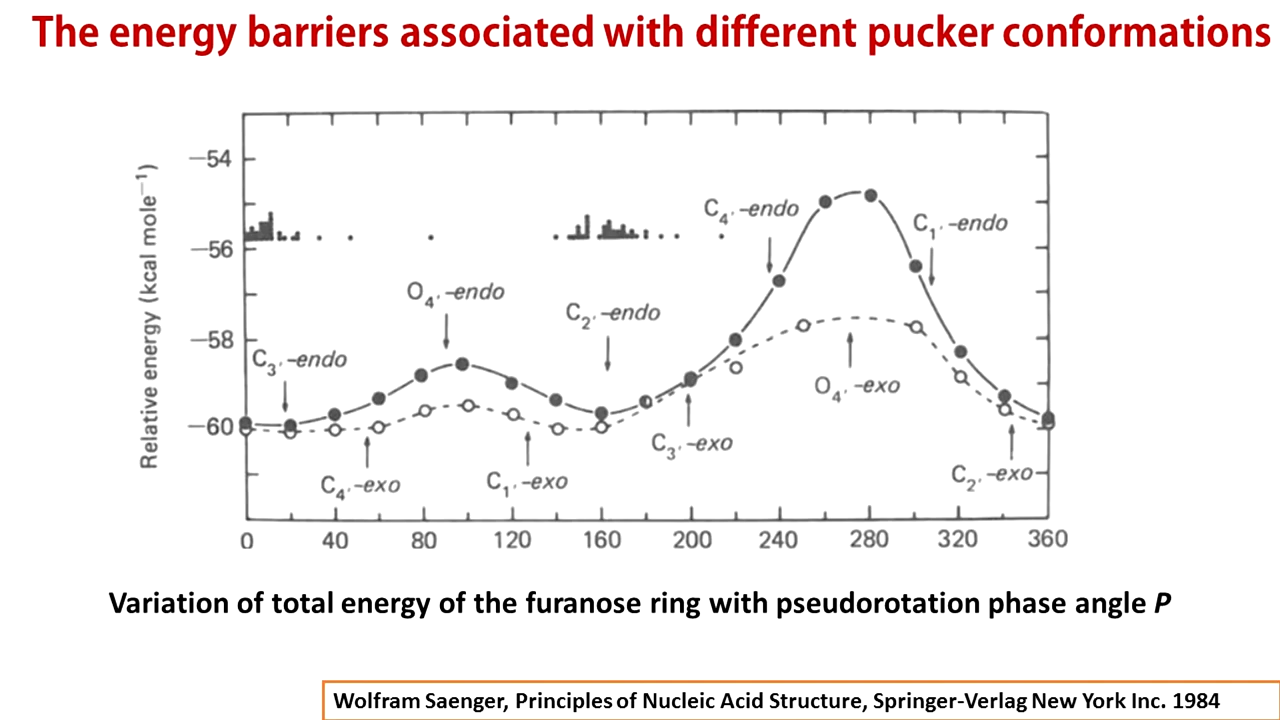 The energy barriers associated with different pucker conformations
Relative energy (kcal mole⁻¹)
−54
−56
−58
−60
C₄′-endo
C₁′-endo
O₄′-endo
C₂′-endo
C₃′-endo
O₄′-exo
C₃′-exo
C₄′-exo
C₁′-exo
C₂′-exo
0 40 80 120 160 200 240 280 320 360
Variation of total energy of the furanose ring with pseudorotation phase angle P
Wolfram Saenger, Principles of Nucleic Acid Structure, Springer-Verlag New York Inc. 1984